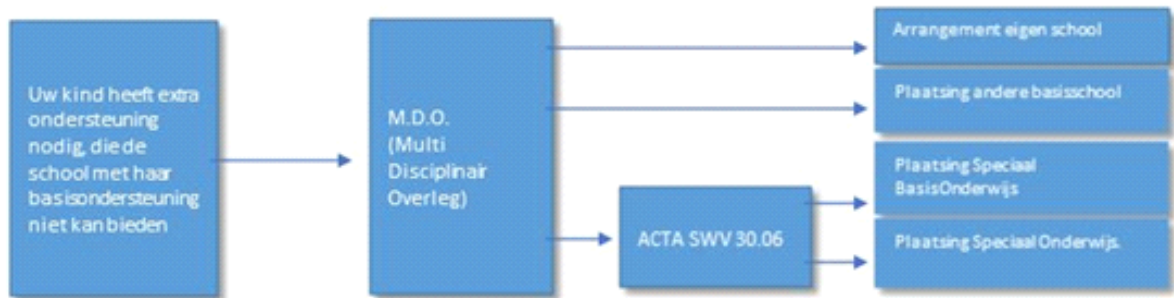 Uw kind heeft extra
ondersteuning
nodig, die de
school met haar
basisondersteuning
niet kan bieden
M.D.O.
(Multi
Disciplinair
Overleg)
ACTA SWV 30.06
Arrangement eigen school
Plaatsing andere basisschool
Plaatsing Speciaal
BasisOnderwijs
Plaatsing Speciaal Onderwijs.